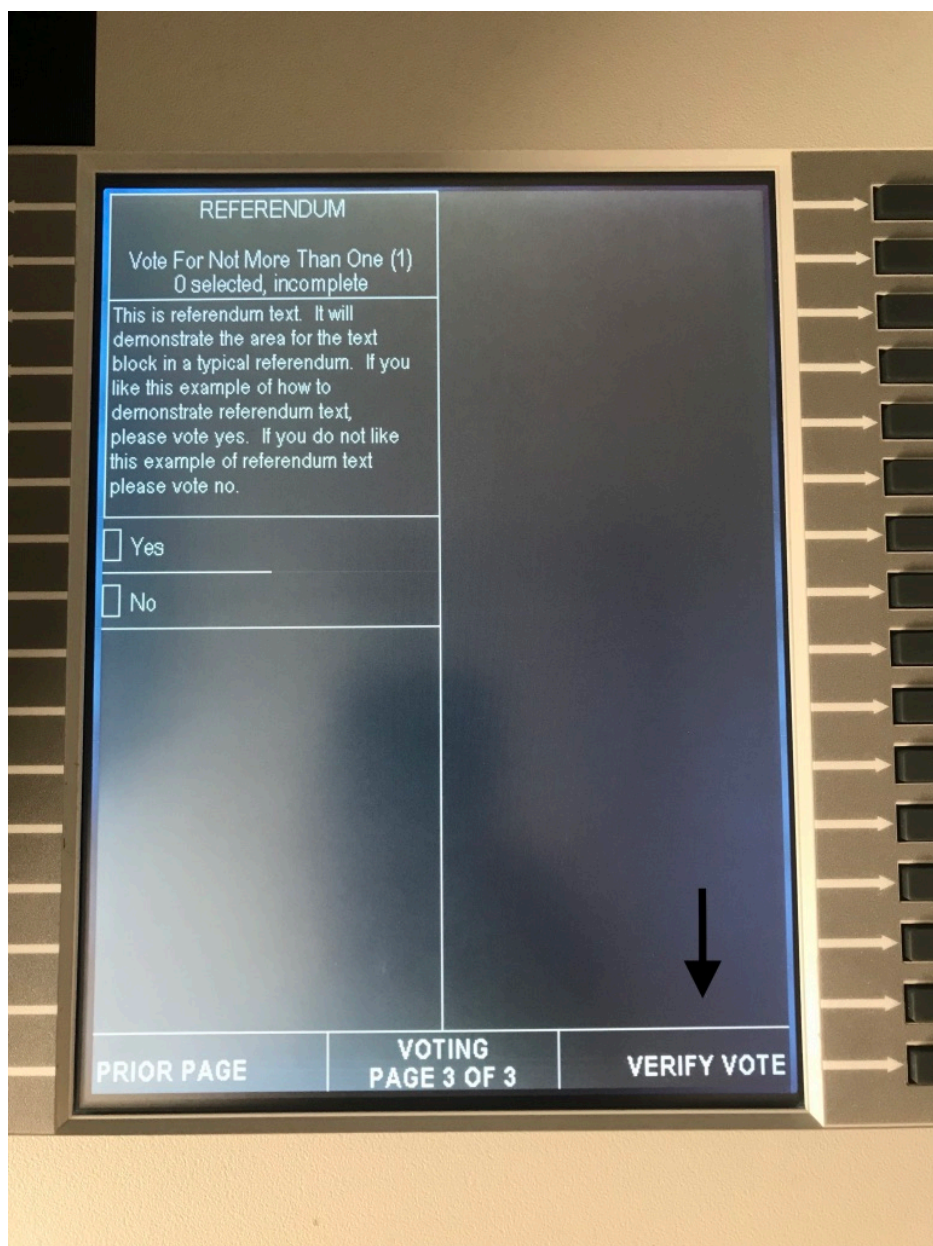 REFERENDUM
Vote For Not More Than One (1)
0 selected, incomplete
This is referendum text. It will
demonstrate the area for the text
block in a typical referendum. If you
like this example of how to
demonstrate referendum text,
please vote yes. If you do not like
this example of referendum text
please vote no.
Yes
No
PRIOR PAGE
VOTING
PAGE 3 OF 3
VERIFY VOTE